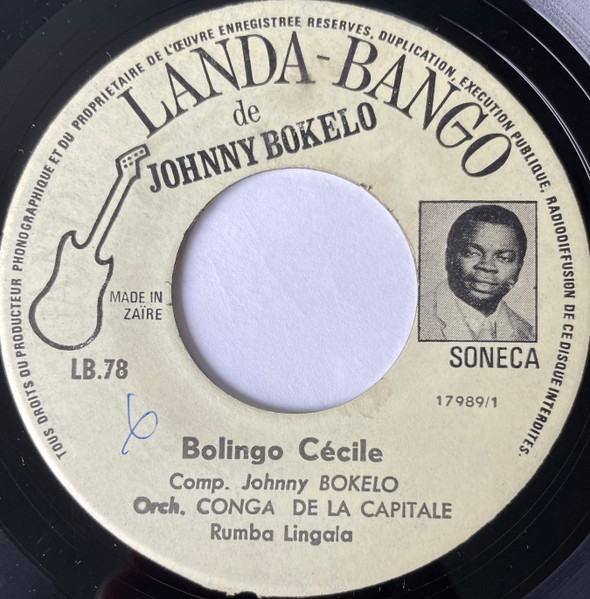 TOUS DROITS DU PRODUCTEUR PHONOGRAPHIQUE ET DU PROPRIETAIRE DE L'ŒUVRE ENREGISTREE RESERVES, DUPLICATION, EXECUTION PUBLIQUE, RADIODIFFUSION DE CE DISQUE INTERDITES.
LANDA-BANGO
de
JOHNNY BOKELO
MADE IN
ZAÏRE
LB.78
SONECA
17989/1
Bolingo Cécile
Comp. Johnny BOKELO
Orch. CONGA DE LA CAPITALE
Rumba Lingala